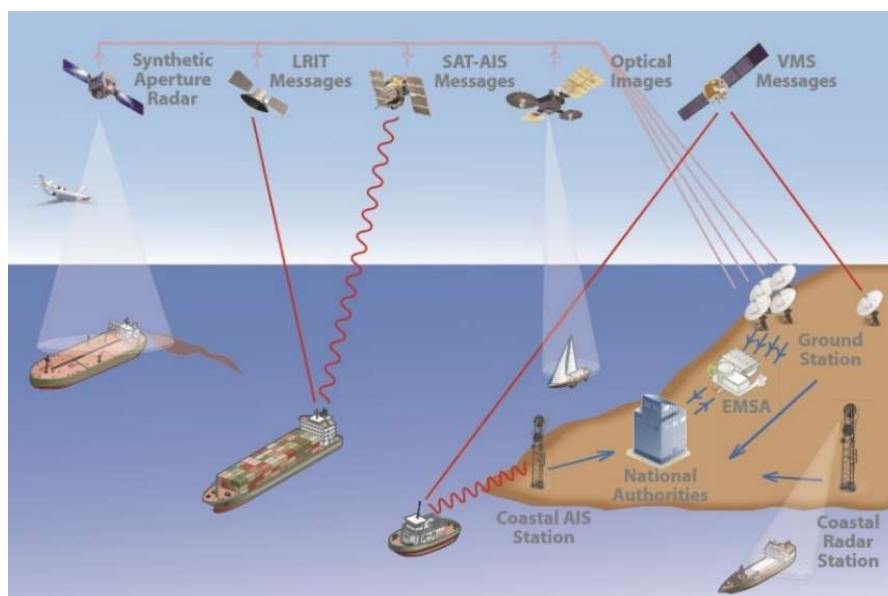 Synthetic
Aperture
Radar
LRIT
Messages
SAT-AIS
Messages
Optical
Images
VMS
Messages
Ground
Station
EMSA
National
Authorities
Coastal AIS
Station
Coastal
Radar
Station